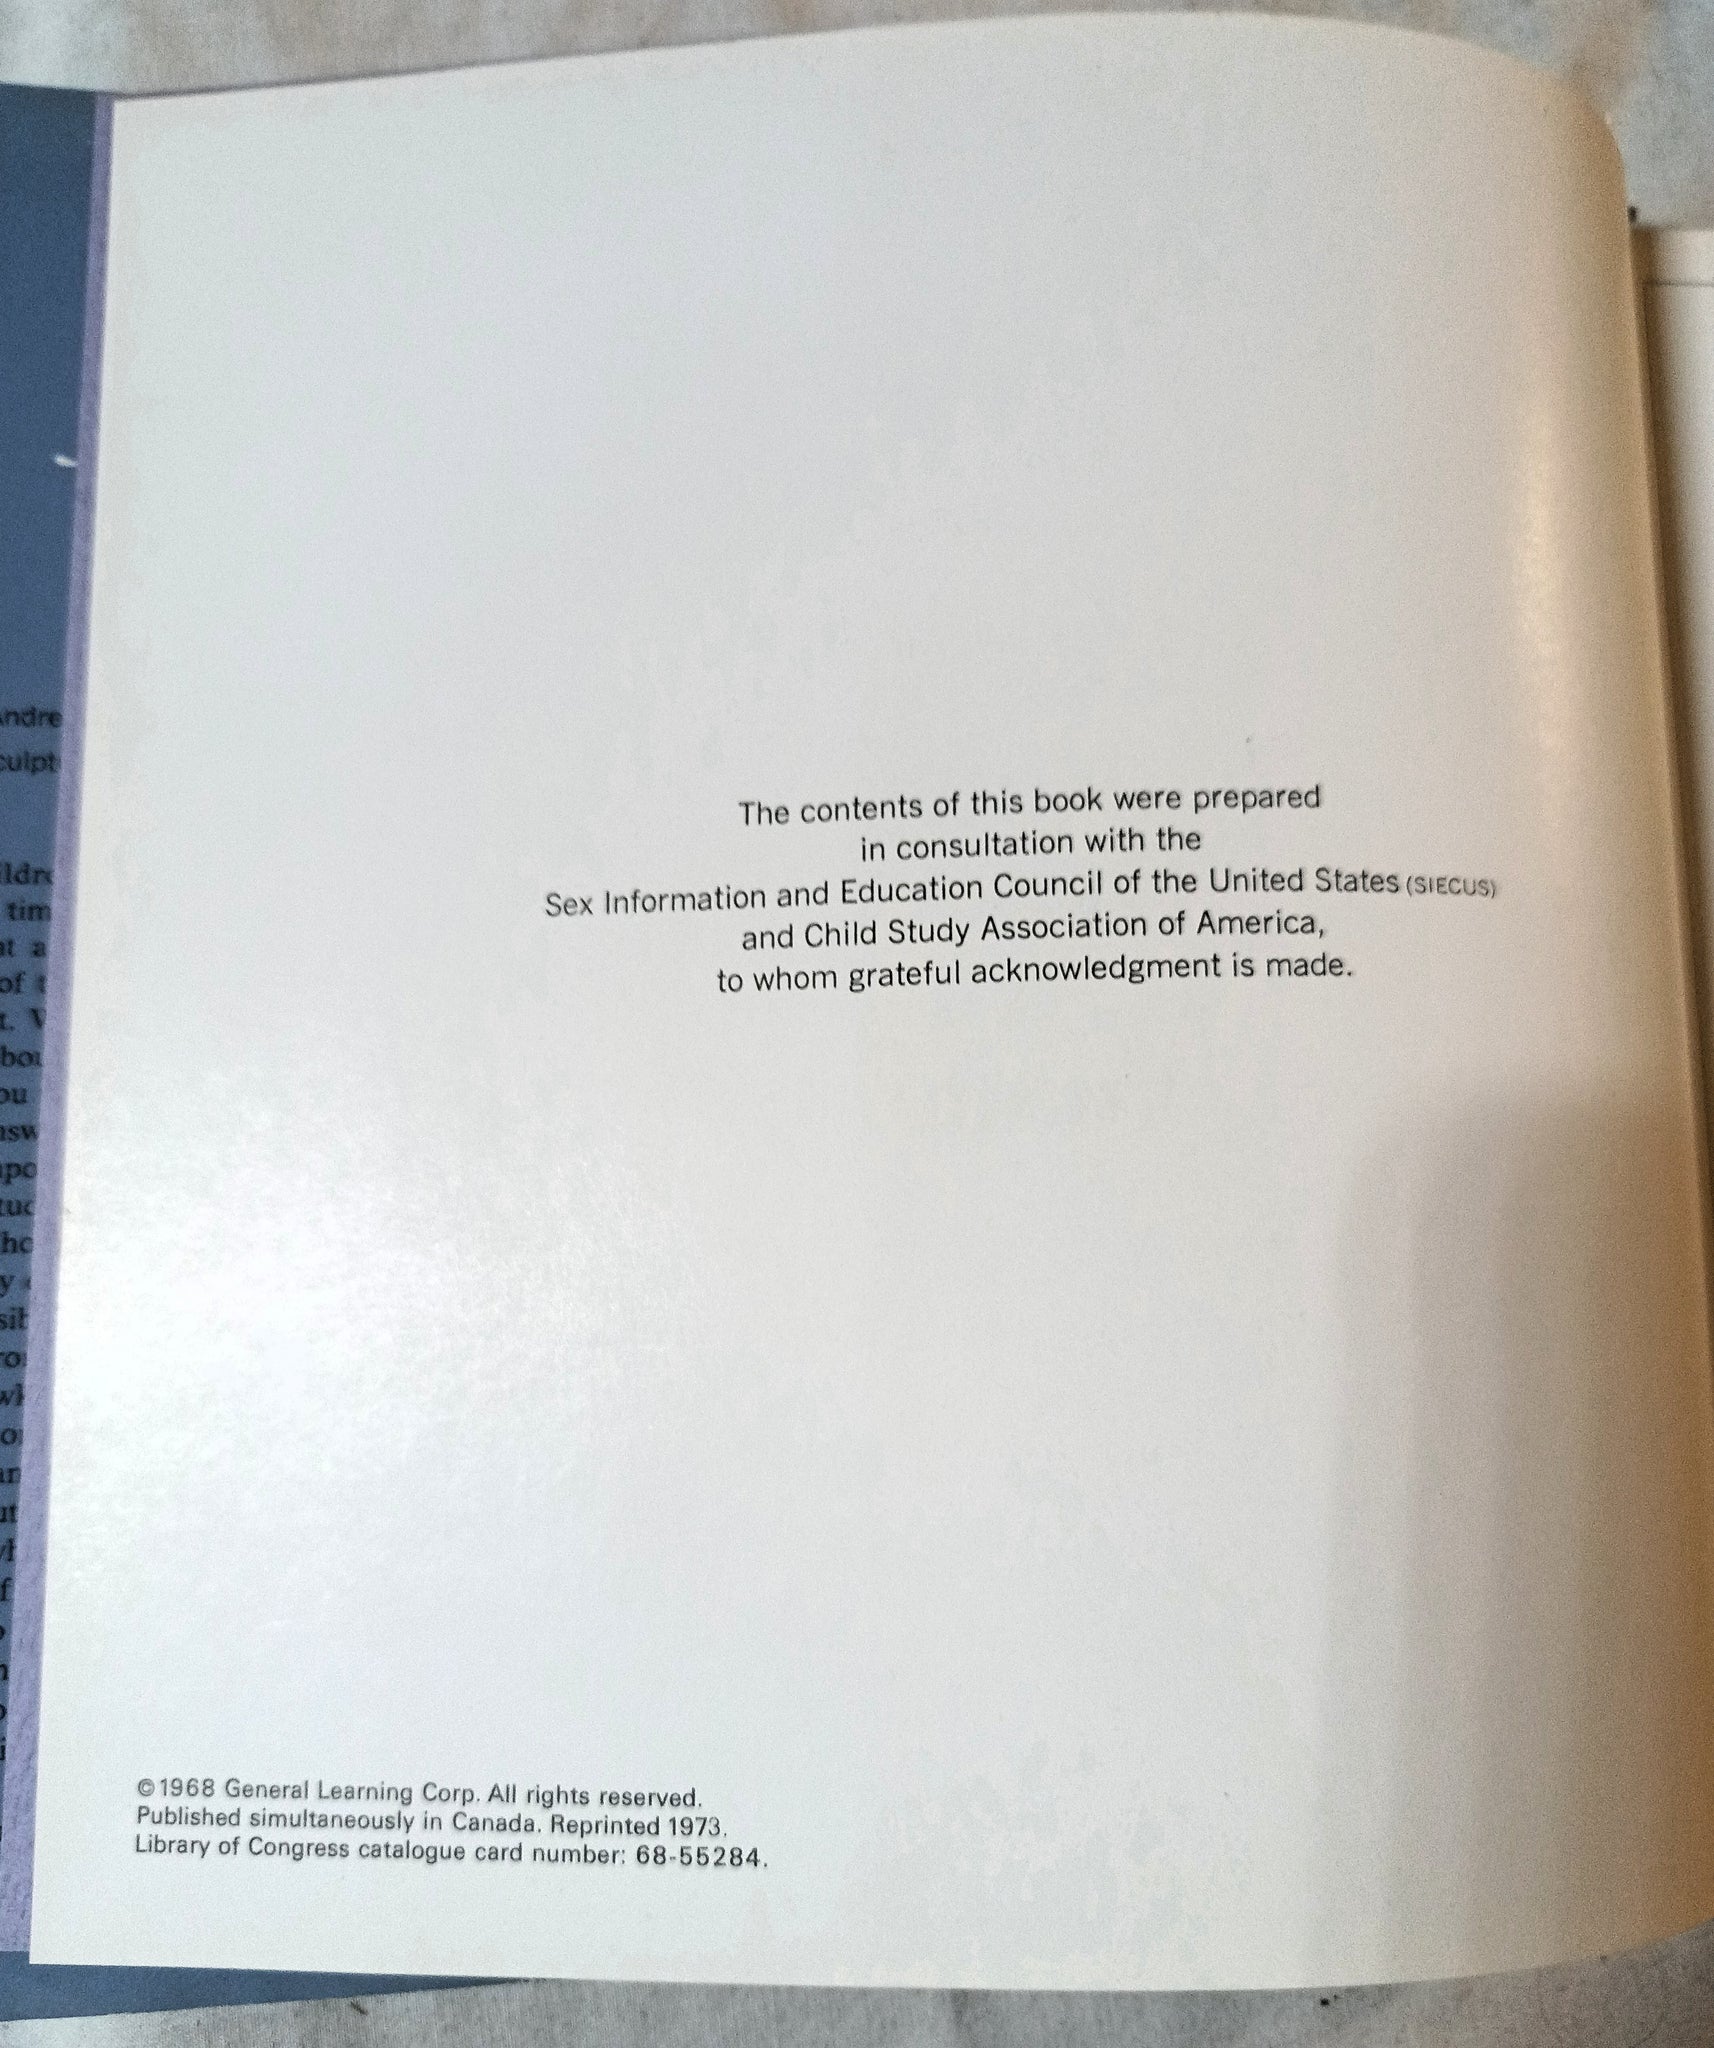 The contents of this book were prepared
in consultation with the
Sex Information and Education Council of the United States (SIECUS)
and Child Study Association of America,
to whom grateful acknowledgment is made.
©1968 General Learning Corp. All rights reserved.
Published simultaneously in Canada. Reprinted 1973.
Library of Congress catalogue card number: 68-55284.